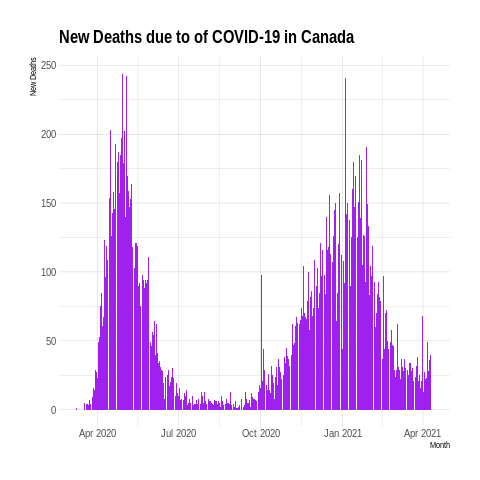 New Deaths due to of COVID-19 in Canada
New Deaths
250
200
150
100
50
0
Apr 2020 Jul 2020 Oct 2020 Jan 2021 Apr 2021
Month